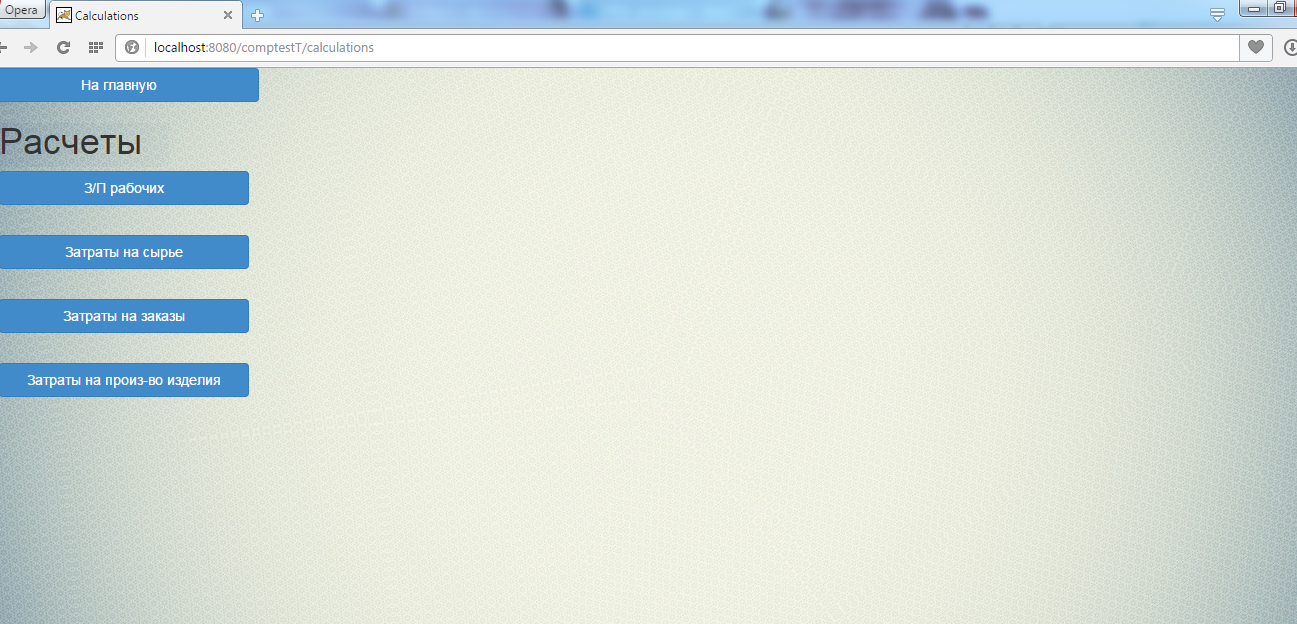 Opera
Calculations
localhost:8080/comptestT/calculations
На главную
Расчеты
З/П рабочих
Затраты на сырье
Затраты на заказы
Затраты на произ-во изделия